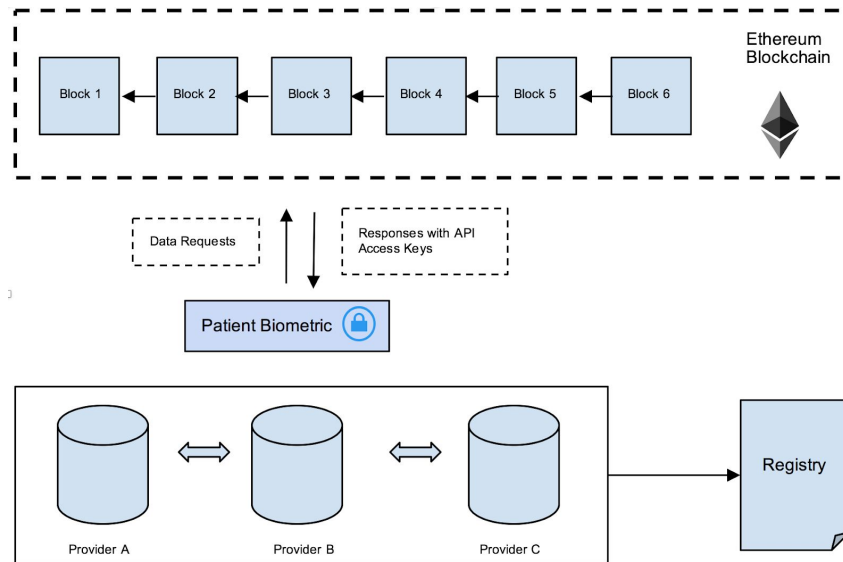 Ethereum
Blockchain
Block 1
Block 2
Block 3
Block 4
Block 5
Block 6
Data Requests
Responses with API
Access Keys
Patient Biometric
Registry
Provider A
Provider B
Provider C